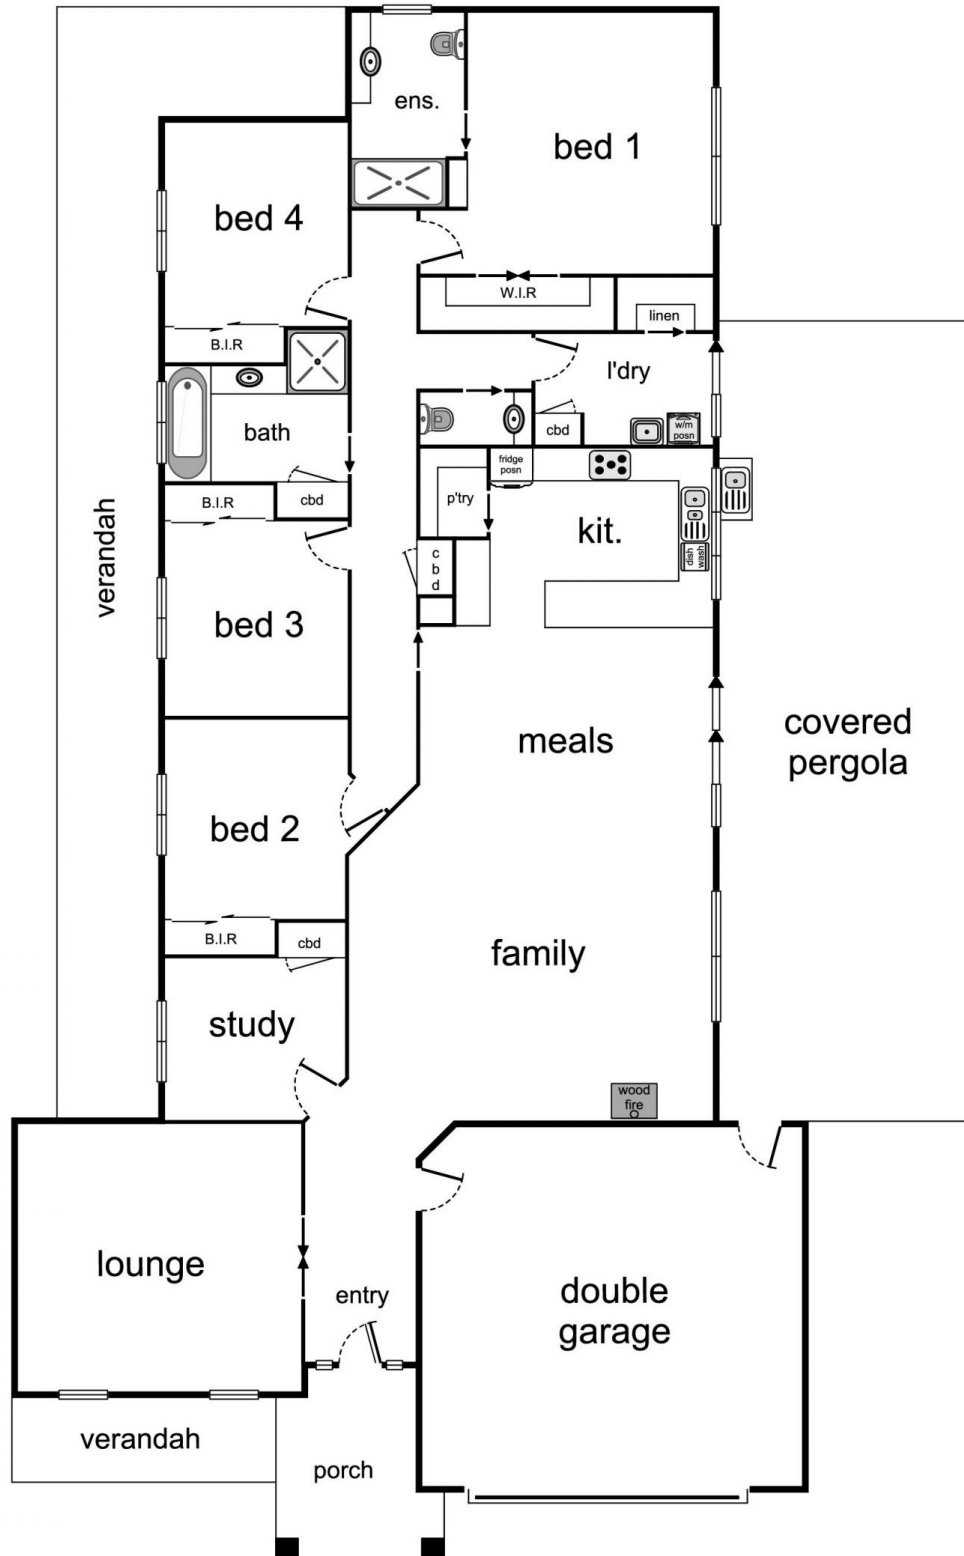 ens.
bed 1
bed 4
W.I.R
linen
B.I.R
l'dry
bath
cbd
w/m
posn
fridge
posn
B.I.R
cbd
p'try
kit.
dish
wash
c
b
d
verandah
bed 3
meals
covered
pergola
bed 2
B.I.R
cbd
family
study
wood
fire
lounge
entry
double
garage
verandah
porch